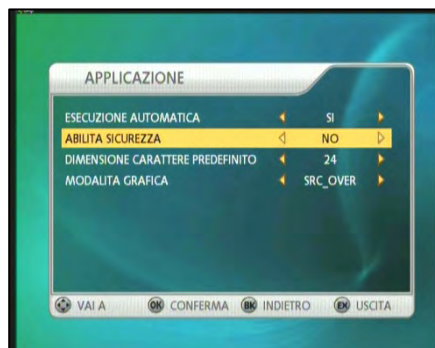 APPLICAZIONE
ESECUZIONE AUTOMATICA SI
ABILITA SICUREZZA NO
DIMENSIONE CARATTERE PREDEFINITO 24
MODALITA GRAFICA SRC_OVER
VAI A OK CONFERMA BK INDIETRO EX USCITA